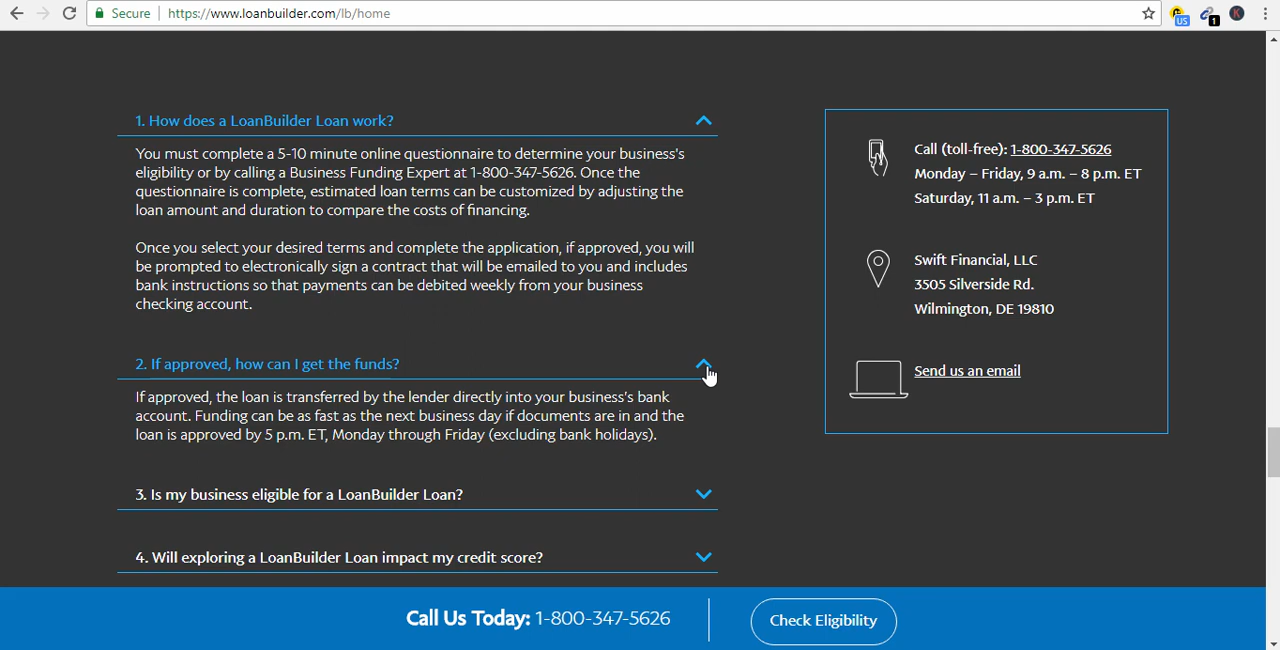 Secure
https://www.loanbuilder.com/lb/home
US
1
K
1. How does a LoanBuilder Loan work?
You must complete a 5-10 minute online questionnaire to determine your business's
eligibility or by calling a Business Funding Expert at 1-800-347-5626. Once the
questionnaire is complete, estimated loan terms can be customized by adjusting the
loan amount and duration to compare the costs of financing.
Once you select your desired terms and complete the application, if approved, you will
be prompted to electronically sign a contract that will be emailed to you and includes
bank instructions so that payments can be debited weekly from your business
checking account.
2. If approved, how can I get the funds?
If approved, the loan is transferred by the lender directly into your business's bank
account. Funding can be as fast as the next business day if documents are in and the
loan is approved by 5 p.m. ET, Monday through Friday (excluding bank holidays).
3. Is my business eligible for a LoanBuilder Loan?
4. Will exploring a LoanBuilder Loan impact my credit score?
Call (toll-free): 1-800-347-5626
Monday – Friday, 9 a.m. – 8 p.m. ET
Saturday, 11 a.m. – 3 p.m. ET
Swift Financial, LLC
3505 Silverside Rd.
Wilmington, DE 19810
Send us an email
Call Us Today: 1-800-347-5626
Check Eligibility